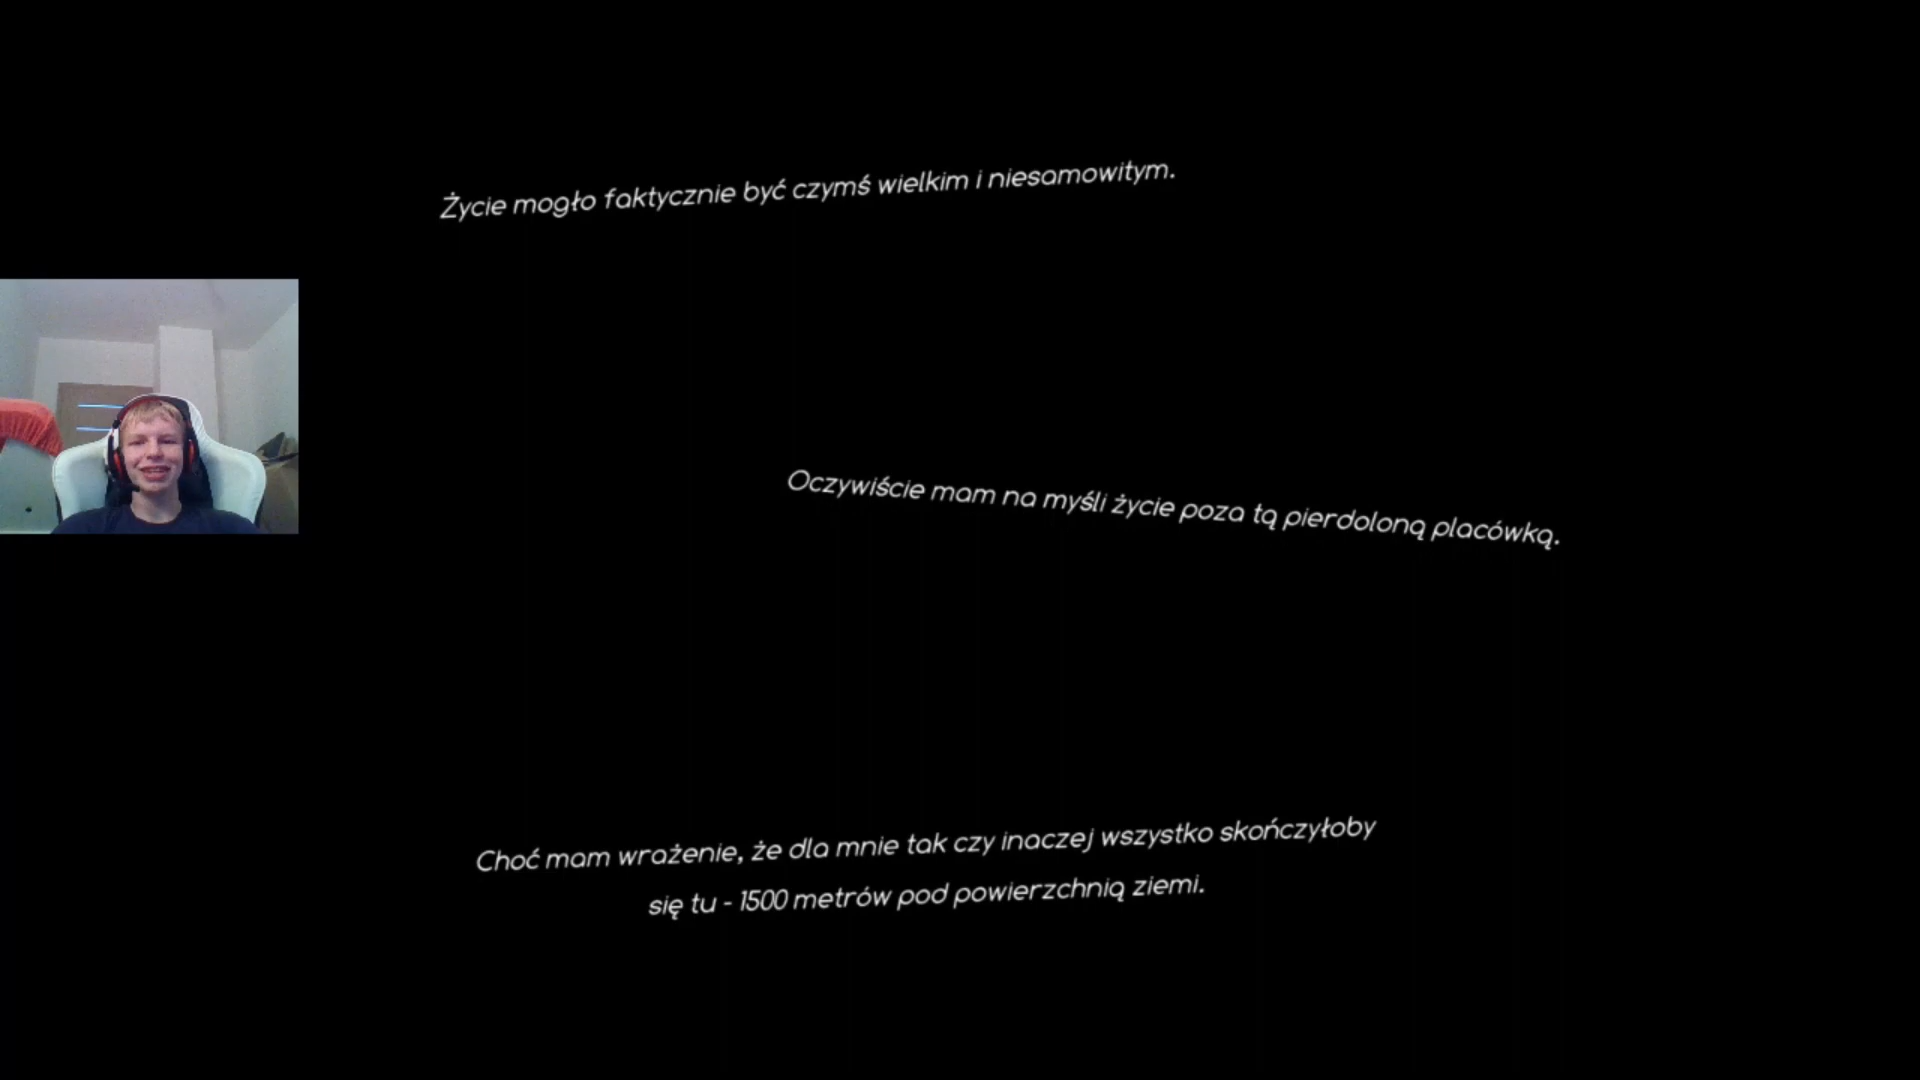 Życie mogło faktycznie być czymś wielkim i niesamowitym.
Oczywiście mam na myśli życie poza tą pierdoloną placówką.
Choć mam wrażenie, że dla mnie tak czy inaczej wszystko skończyłoby
się tu - 1500 metrów pod powierzchnią ziemi.